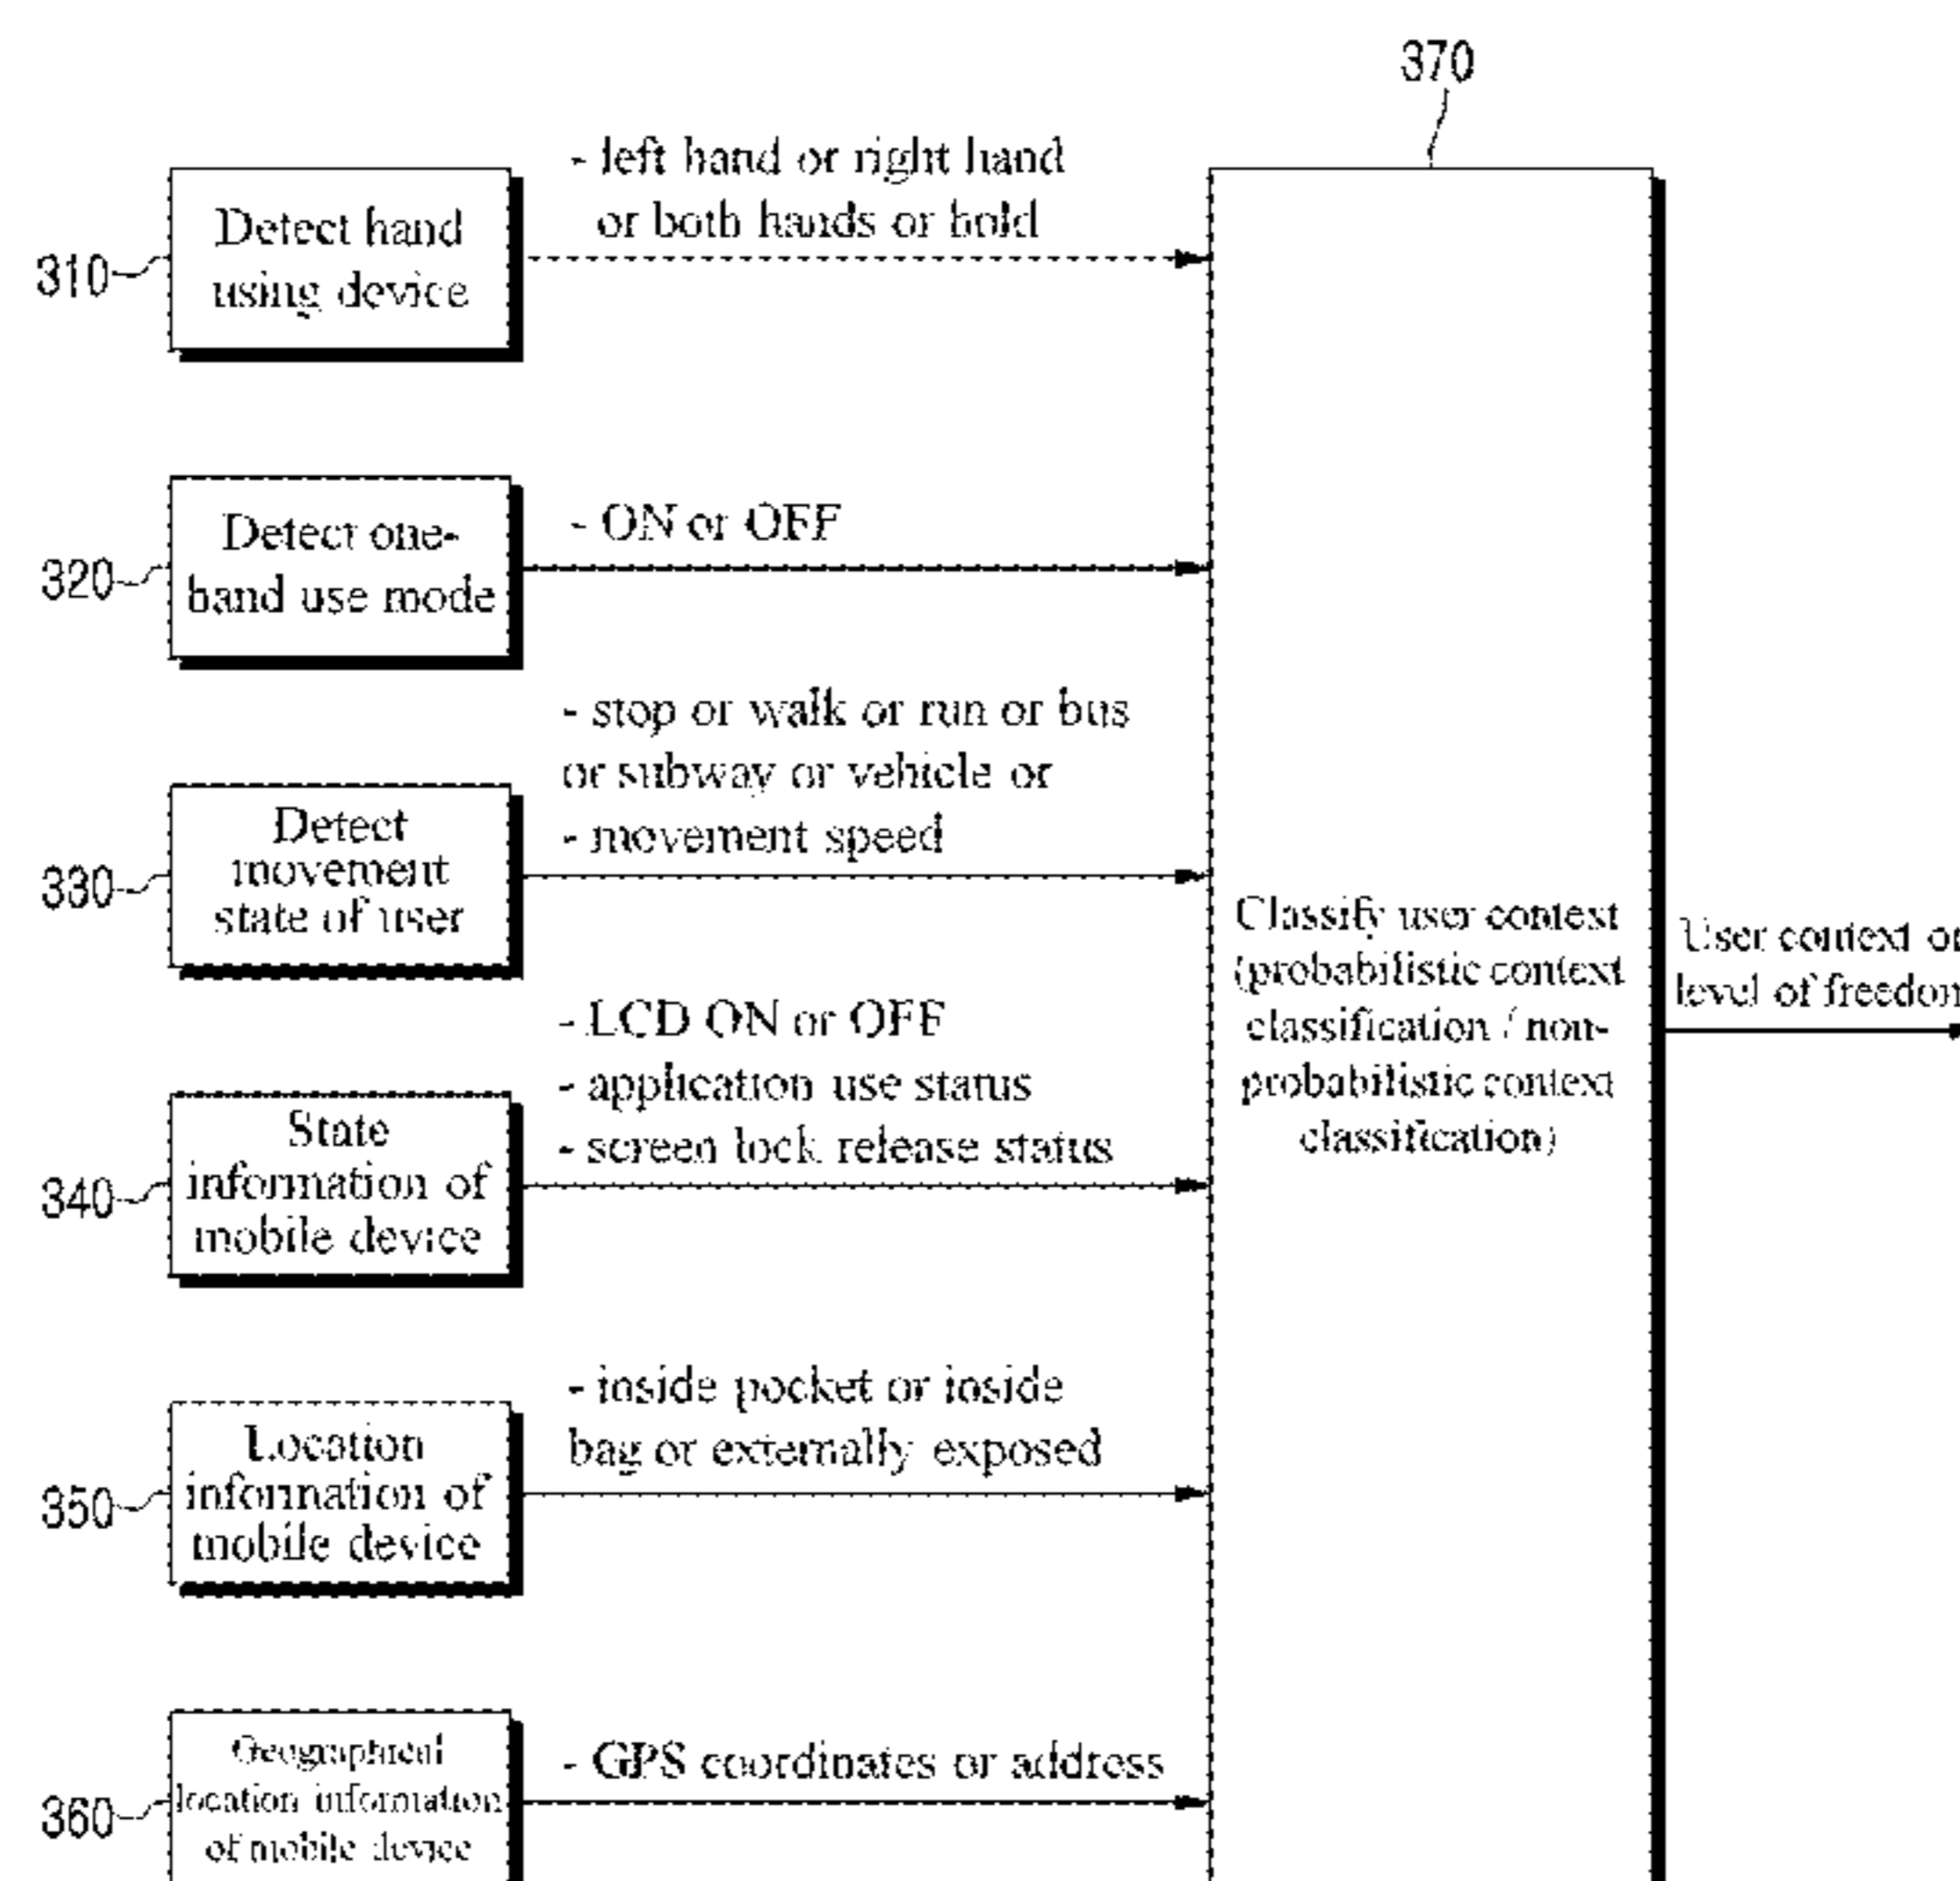 370
- left hand or right hand
or both hands or hold
Detect hand
using device
310
- ON or OFF
Detect one-
hand use mode
320
- stop or walk or run or bus
or subway or vehicle or
- movement speed
Detect
movement
state of user
330
Classify user context
(probabilistic context
classification / non-
probabilistic context
classification)
User context or
level of freedom
- LCD ON or OFF
- application use status
- screen lock release status
State
information of
mobile device
340
- inside pocket or inside
bag or externally exposed
Location
information of
mobile device
350
- GPS coordinates or address
Geographical
location information
of mobile device
360